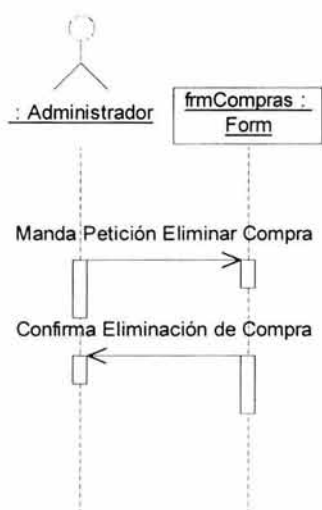 : Administrador
frmCompras :
Form
Manda Petición Eliminar Compra
Confirma Eliminación de Compra